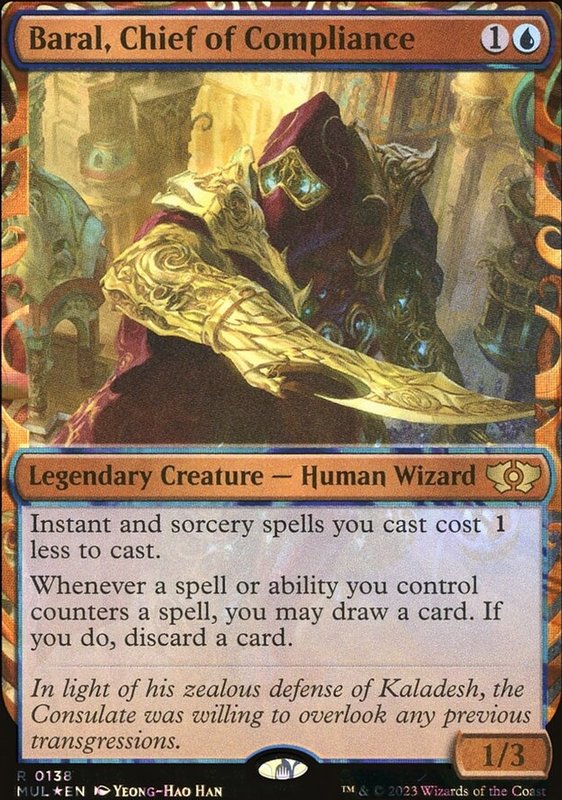 Baral, Chief of Compliance 1
Legendary Creature — Human Wizard
Instant and sorcery spells you cast cost 1
less to cast.
Whenever a spell or ability you control
counters a spell, you may draw a card. If
you do, discard a card.
In light of his zealous defense of Kaladesh, the
Consulate was willing to overlook any previous
transgressions.
1/3
R 0138
MUL★EN Yeong-Hao Han
™ & © 2023 Wizards of the Coast